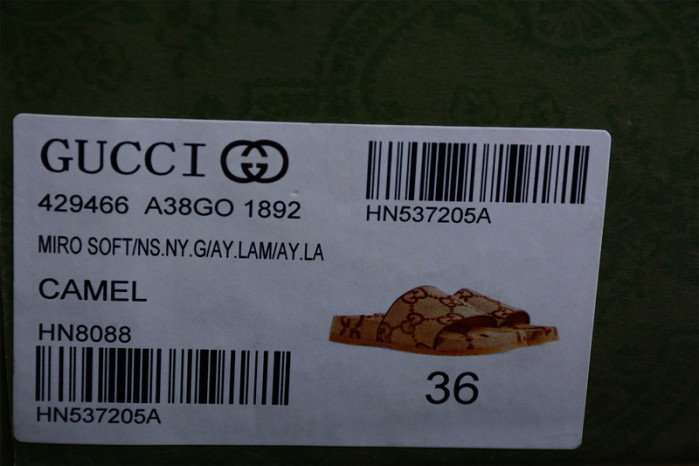 GUCCI
429466 A38GO 1892
HN537205A
MIRO SOFT/NS.NY.G/AY.LAM/AY.LA
CAMEL
HN8088
HN537205A
36